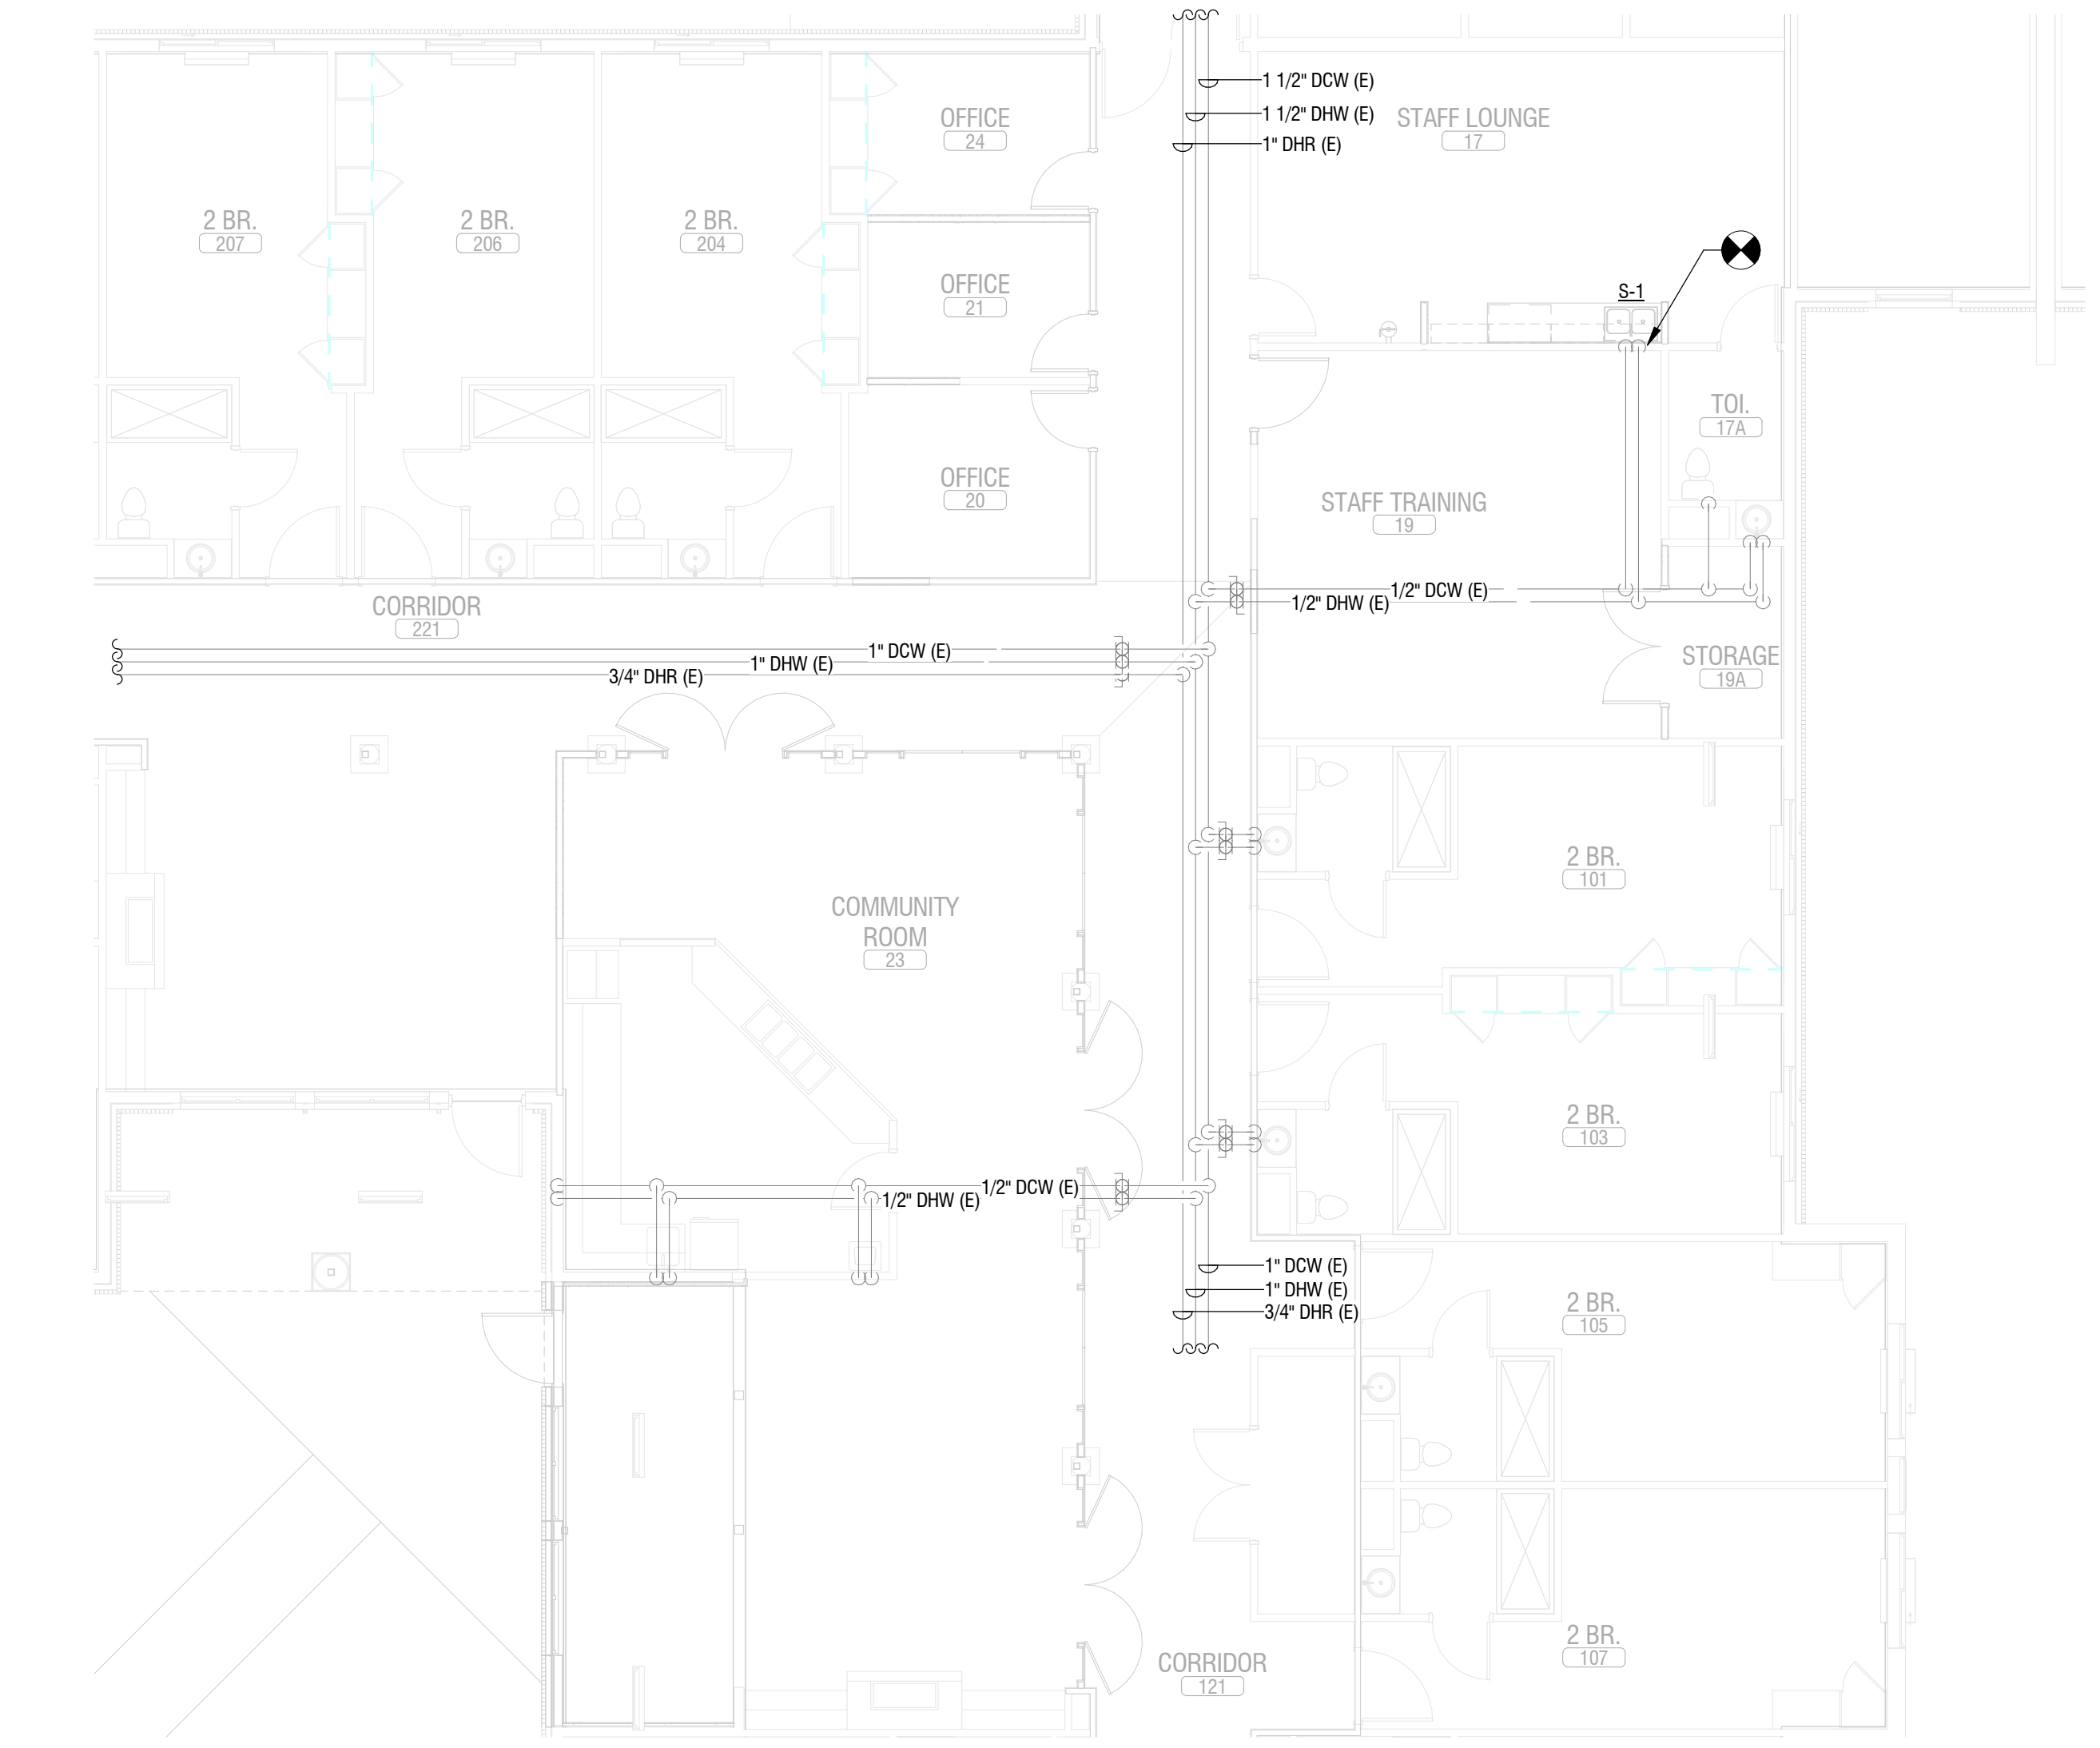 1 1/2" DCW (E)
1 1/2" DHW (E)
1" DHR (E)
OFFICE
24
STAFF LOUNGE
17
2 BR.
207
2 BR.
206
2 BR.
204
OFFICE
21
S-1
TOI.
17A
OFFICE
20
STAFF TRAINING
19
CORRIDOR
221
1/2" DCW (E)
1/2" DHW (E)
1" DCW (E)
1" DHW (E)
3/4" DHR (E)
STORAGE
19A
2 BR.
101
COMMUNITY
ROOM
23
2 BR.
103
1/2" DCW (E)
1/2" DHW (E)
1" DCW (E)
1" DHW (E)
3/4" DHR (E)
2 BR.
105
2 BR.
107
CORRIDOR
121